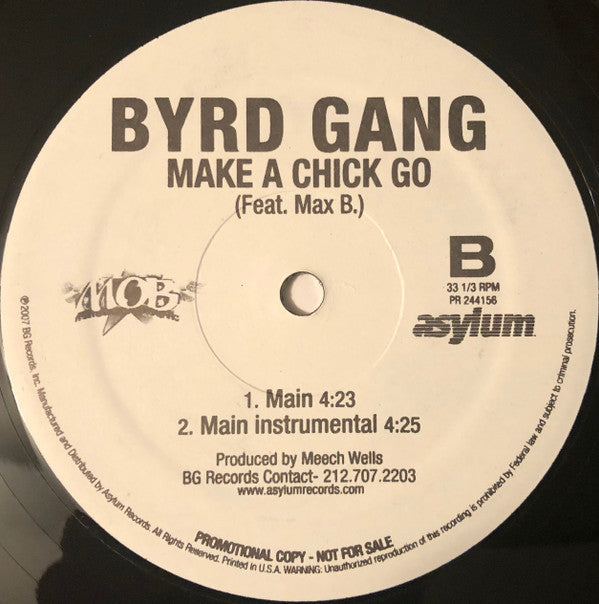 BYRD GANG
MAKE A CHICK GO
(Feat. Max B.)
MOB
B
33 1/3 RPM
PR 244156
asylum
1. Main 4:23
2. Main instrumental 4:25
Produced by Meech Wells
BG Records Contact- 212.707.2203
www.asylumrecords.com
PROMOTIONAL COPY - NOT FOR SALE
℗2007 BG Records, Inc. Manufactured and Distributed by Asylum Records. All Rights Reserved. Printed in U.S.A. WARNING: Unauthorized reproduction of this recording is prohibited by Federal law and subject to criminal prosecution.